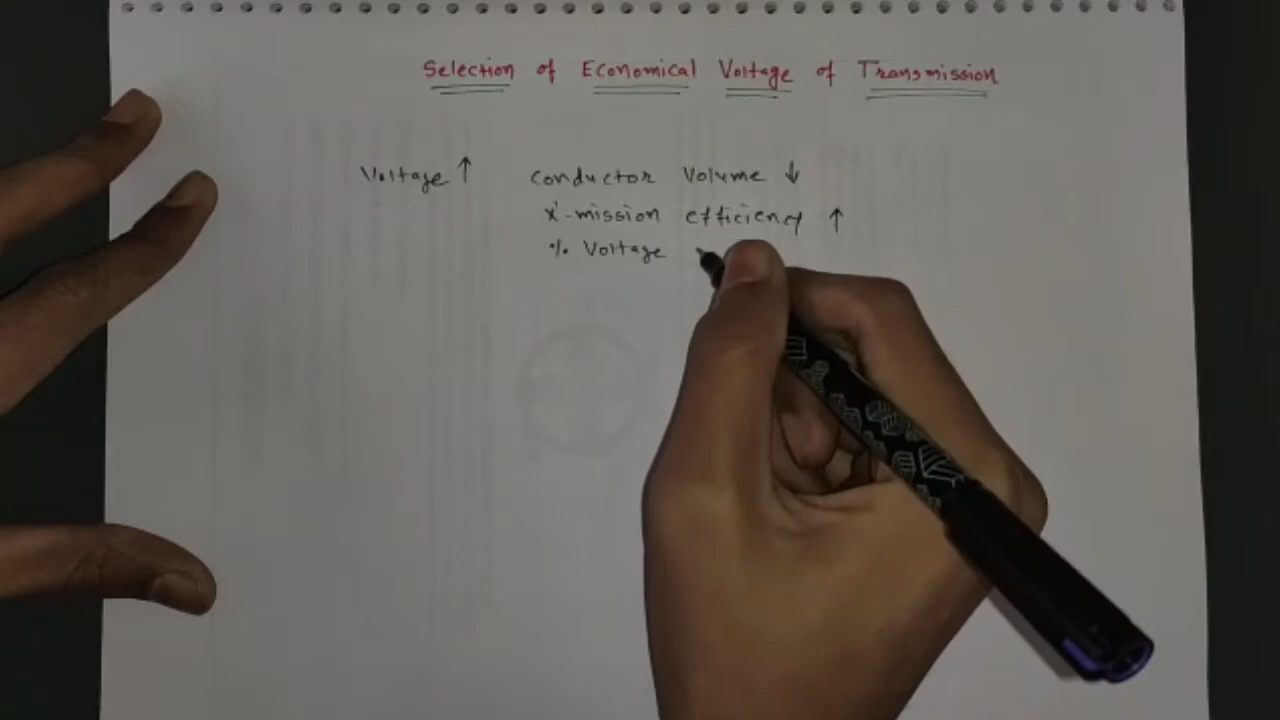 Selection of Economical Voltage of Transmission
Voltage ↑ Conductor Volume ↓
x'-mission efficiency ↑
% Voltage